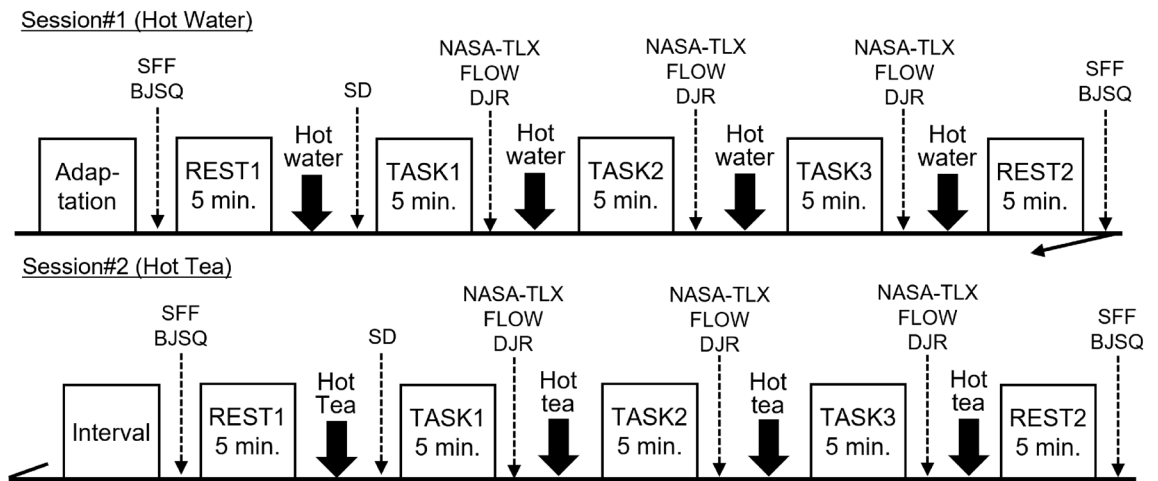 Session#1 (Hot Water)
SFF
BJSQ
SD
NASA-TLX
FLOW
DJR
NASA-TLX
FLOW
DJR
NASA-TLX
FLOW
DJR
SFF
BJSQ
Adap-
tation
REST1
5 min.
Hot
water
TASK1
5 min.
Hot
water
TASK2
5 min.
Hot
water
TASK3
5 min.
Hot
water
REST2
5 min.
Session#2 (Hot Tea)
SFF
BJSQ
SD
NASA-TLX
FLOW
DJR
NASA-TLX
FLOW
DJR
NASA-TLX
FLOW
DJR
SFF
BJSQ
Interval
REST1
5 min.
Hot
Tea
TASK1
5 min.
Hot
tea
TASK2
5 min.
Hot
tea
TASK3
5 min.
Hot
tea
REST2
5 min.